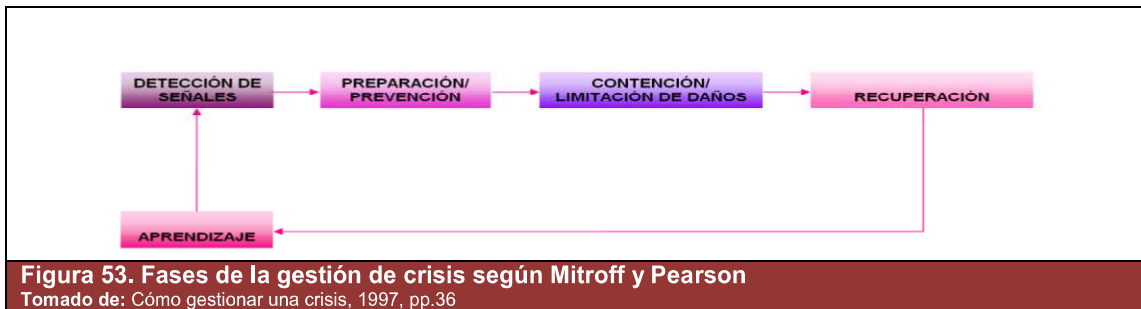 DETECCIÓN DE
SEÑALES
PREPARACIÓN/
PREVENCIÓN
CONTENCIÓN/
LIMITACIÓN DE DAÑOS
RECUPERACIÓN
APRENDIZAJE
Figura 53. Fases de la gestión de crisis según Mitroff y Pearson
Tomado de: Cómo gestionar una crisis, 1997, pp.36